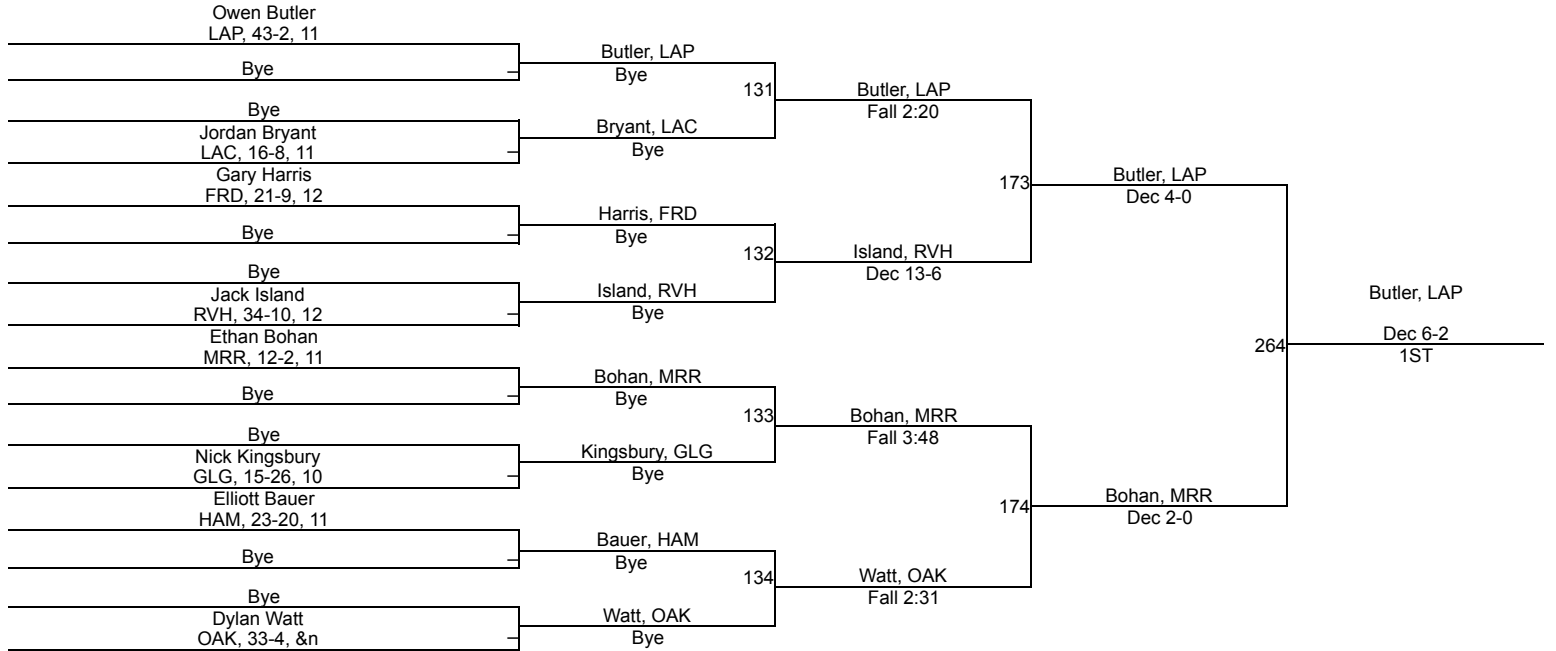 Owen Butler
LAP, 43-2, 11
Bye
Bye
Jordan Bryant
LAC, 16-8, 11
Gary Harris
FRD, 21-9, 12
Bye
Bye
Jack Island
RVH, 34-10, 12
Ethan Bohan
MRR, 12-2, 11
Bye
Bye
Nick Kingsbury
GLG, 15-26, 10
Elliott Bauer
HAM, 23-20, 11
Bye
Bye
Dylan Watt
OAK, 33-4, &n
Butler, LAP
Bye
131
Bryant, LAC
Bye
Harris, FRD
Bye
132
Island, RVH
Bye
Bohan, MRR
Bye
133
Kingsbury, GLG
Bye
Bauer, HAM
Bye
134
Watt, OAK
Bye
Butler, LAP
Fall 2:20
173
Island, RVH
Dec 13-6
Bohan, MRR
Fall 3:48
174
Watt, OAK
Fall 2:31
Butler, LAP
Dec 4-0
264
Bohan, MRR
Dec 2-0
Butler, LAP
Dec 6-2
1ST